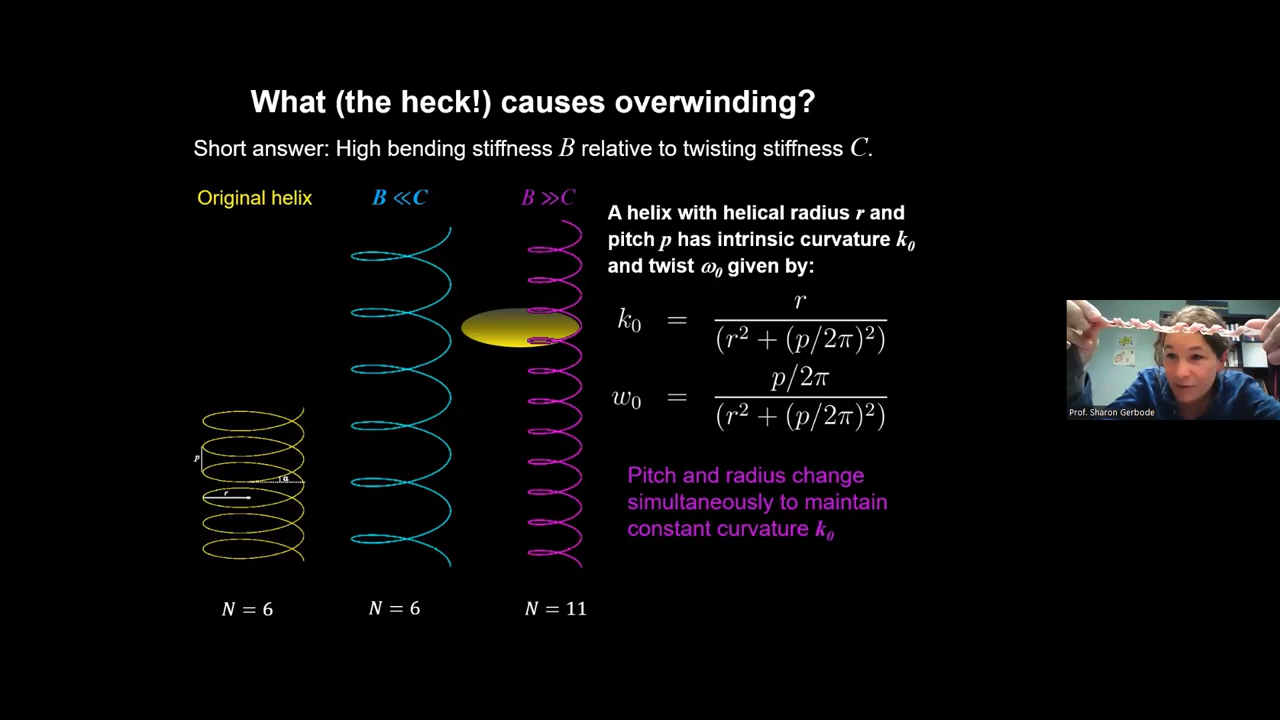 What (the heck!) causes overwinding?
Short answer: High bending stiffness B relative to twisting stiffness C.
Original helix
B ≪ C
B ≫ C
A helix with helical radius r and
pitch p has intrinsic curvature k₀
and twist ω₀ given by:
k₀ = r / (r² + (p/2π)²)
w₀ = p/2π / (r² + (p/2π)²)
Pitch and radius change
simultaneously to maintain
constant curvature k₀
p
r
α
N = 6
N = 6
N = 11
Prof. Sharon Gerbode